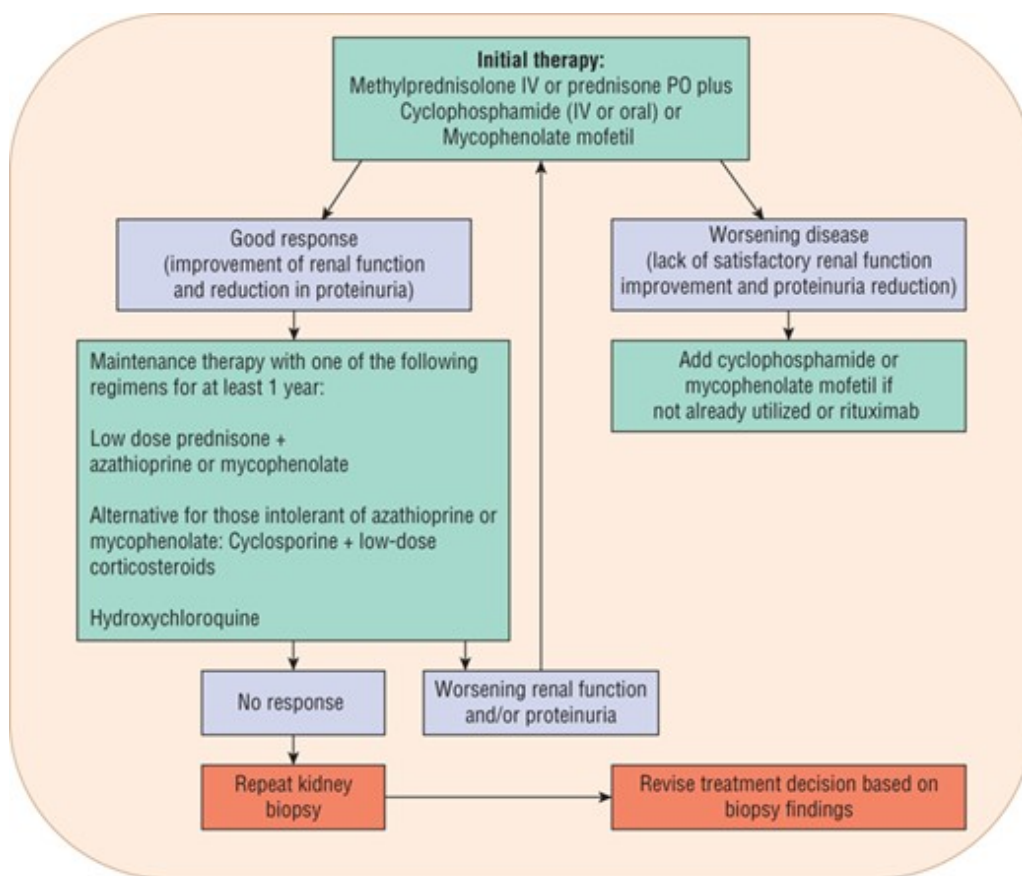 Initial therapy:
Methylprednisolone IV or prednisone PO plus
Cyclophosphamide (IV or oral) or
Mycophenolate mofetil
Good response
(improvement of renal function
and reduction in proteinuria)
Worsening disease
(lack of satisfactory renal function
improvement and proteinuria reduction)
Maintenance therapy with one of the following
regimens for at least 1 year:
Low dose prednisone +
azathioprine or mycophenolate
Alternative for those intolerant of azathioprine or
mycophenolate: Cyclosporine + low-dose
corticosteroids
Hydroxychloroquine
Add cyclophosphamide or
mycophenolate mofetil if
not already utilized or rituximab
No response
Worsening renal function
and/or proteinuria
Repeat kidney
biopsy
Revise treatment decision based on
biopsy findings